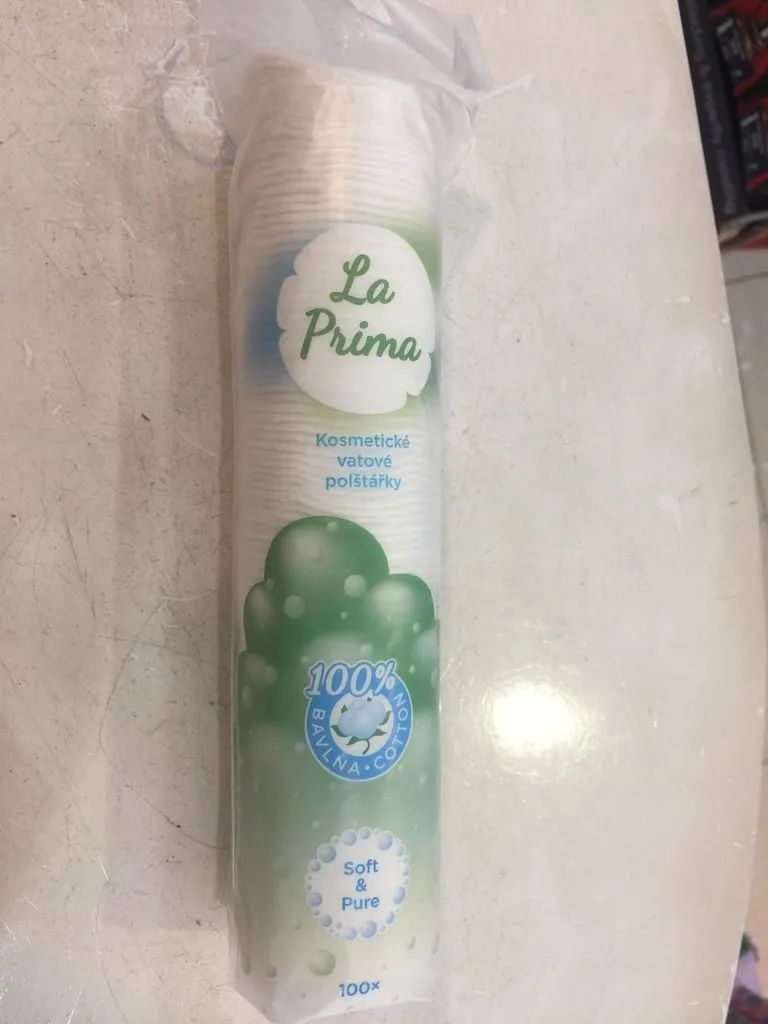 La
Prima
Kosmetické
vatové
polštářky
100%
BAVLNA • COTTON
Soft
&
Pure
100×